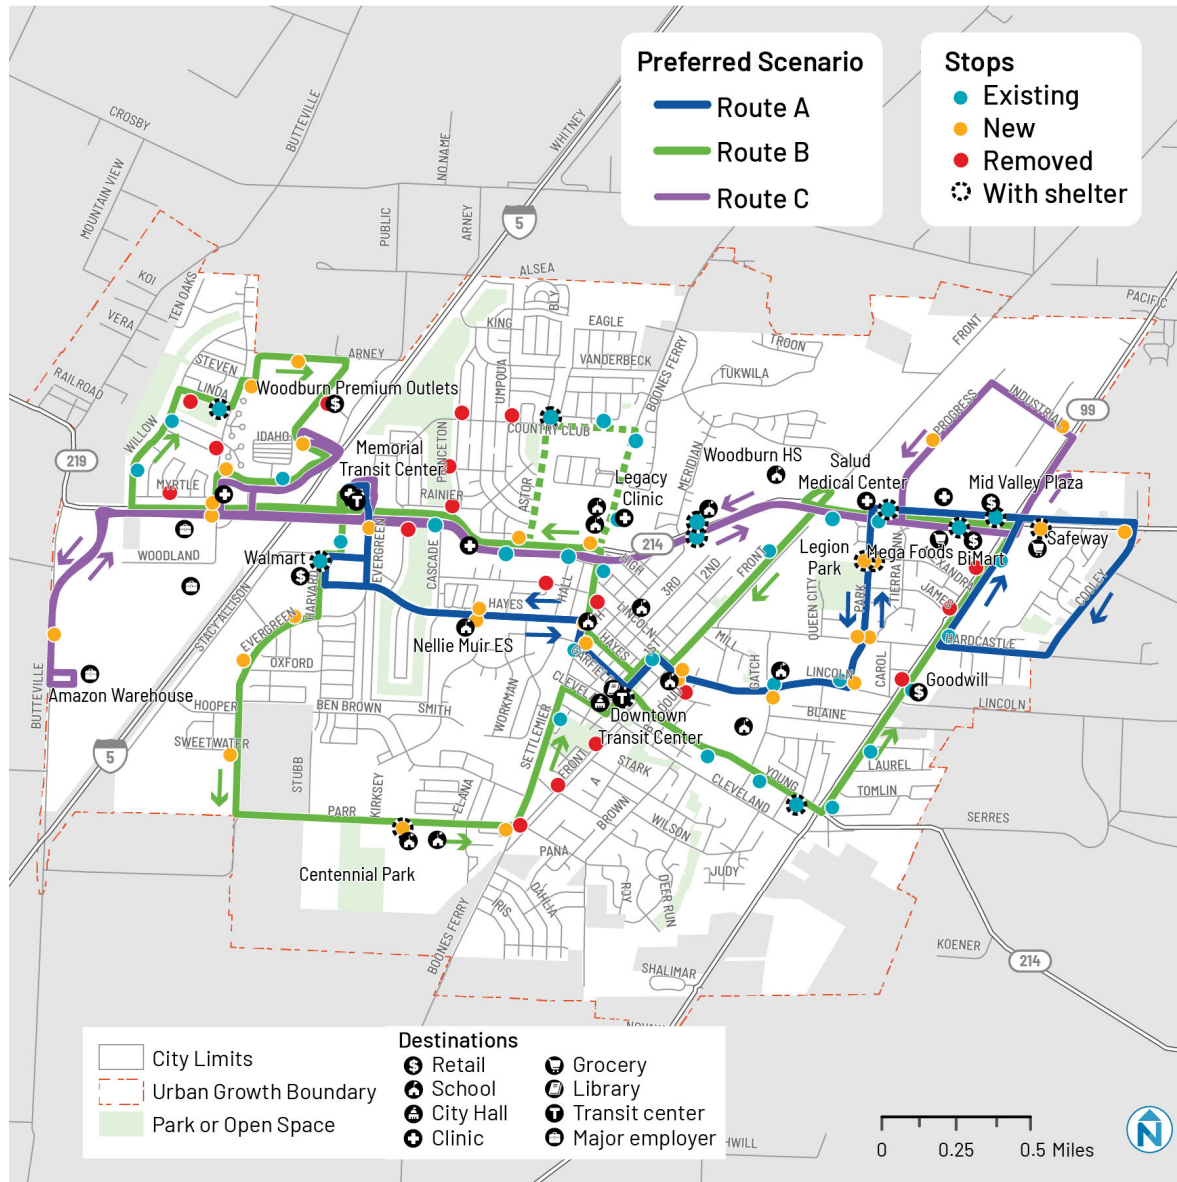 Preferred Scenario
Route A
Route B
Route C
Stops
Existing
New
Removed
With shelter
CROSBY
BUTTEVILLE
NO NAME
WHITNEY
MOUNTAIN VIEW
PUBLIC
ARNEY
5
ALSEA
KOI
TEN OAKS
BLY
PACIFIC
VERA
KING
EAGLE
FRONT
RAILROAD
STEVEN
ARNEY
VANDERBECK
BOONES FERRY
TROON
TUKWILA
UMPQUA
LINDA
Woodburn Premium Outlets
PROGRESS
INDUSTRIAL
99
WILLOW
IDAHO
COUNTRY CLUB
PRINCETON
MERIDIAN
219
Memorial
Transit Center
Woodburn HS
Salud
Medical Center
Mid Valley Plaza
MYRTLE
RAINIER
ASTOR
Legacy
Clinic
WOODLAND
Walmart
EVERGREEN
CASCADE
214
HIGH
Legion
Park
Mega Foods
BiMart
Safeway
STACY ALLISON
HARVARD
HALL
3RD
2ND
FRONT
QUEEN CITY
PARK
TIERRA LYNN
ALEXANDRA
JAMES
COOLEY
HAYES
LINCOLN
EVERGREEN
Nellie Muir ES
HAYES
MILL
HARDCASTLE
OXFORD
GARFIELD
1ST
GATCH
LINCOLN
CAROL
Goodwill
BUTTEVILLE
Amazon Warehouse
HOOPER
BEN BROWN
SMITH
WORKMAN
CLEVELAND
Downtown
Transit Center
BLAINE
LINCOLN
SWEETWATER
5
SETTLEMIER
FRONT
STARK
YOUNG
CLEVELAND
LAUREL
TOMLIN
STUBB
KIRKSEY
ELANA
A
BROWN
PARR
WILSON
SERRES
Centennial Park
PANA
JUDY
IRIS
DAHLIA
ROY
DEER RUN
BOONES FERRY
KOENER
214
SHALIMAR
City Limits
Urban Growth Boundary
Park or Open Space
Destinations
Retail
School
City Hall
Clinic
Grocery
Library
Transit center
Major employer
0
0.25
0.5 Miles
N